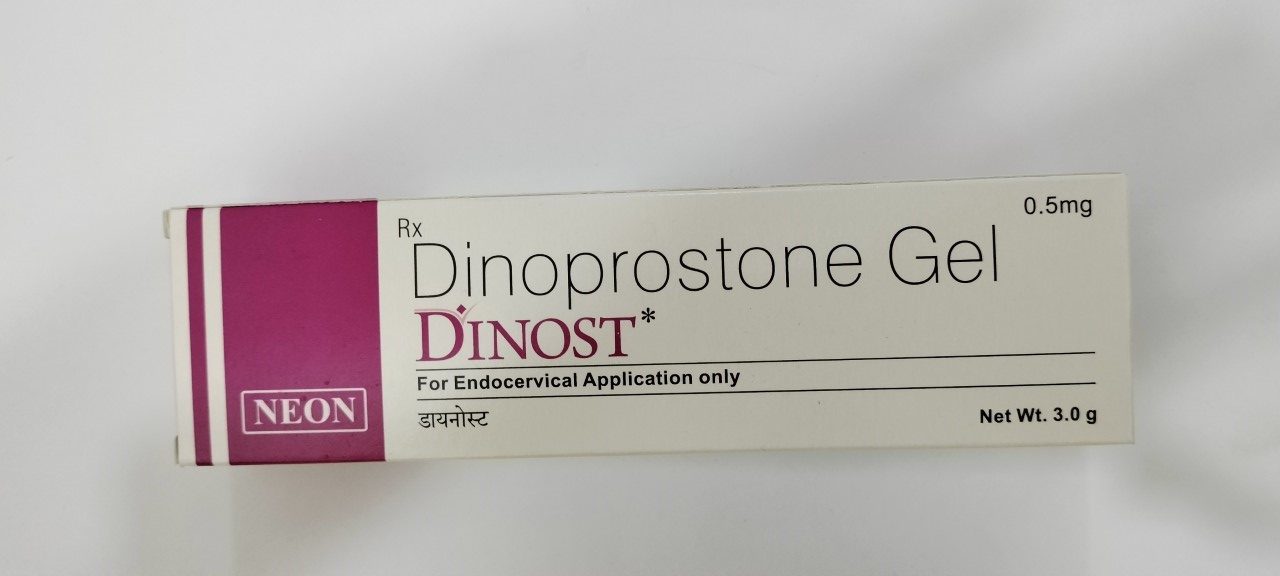 Rx
0.5mg
Dinoprostone Gel
DINOST*
For Endocervical Application only
NEON
डायनोस्ट
Net Wt. 3.0 g